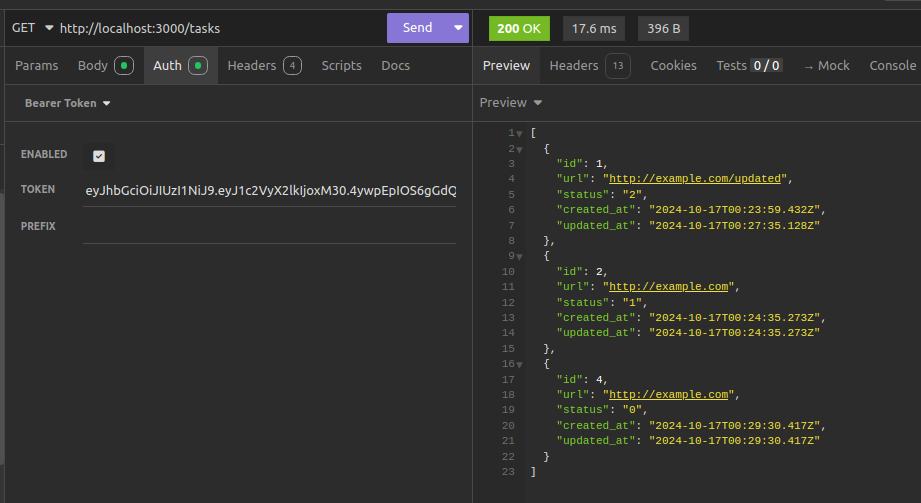 GET http://localhost:3000/tasks Send 200 OK 17.6 ms 396 B
Params Body Auth Headers 4 Scripts Docs Preview Headers 13 Cookies Tests 0 / 0 → Mock Console
Bearer Token Preview
ENABLED
TOKEN eyJhbGciOiJIUzI1NiJ9.eyJ1c2VyX2lkIjoxM30.4ywpEpIOS6gGdQ
PREFIX
1 [
2 {
3 "id": 1,
4 "url": "http://example.com/updated",
5 "status": "2",
6 "created_at": "2024-10-17T00:23:59.432Z",
7 "updated_at": "2024-10-17T00:27:35.128Z"
8 },
9 {
10 "id": 2,
11 "url": "http://example.com",
12 "status": "1",
13 "created_at": "2024-10-17T00:24:35.273Z",
14 "updated_at": "2024-10-17T00:24:35.273Z"
15 },
16 {
17 "id": 4,
18 "url": "http://example.com",
19 "status": "0",
20 "created_at": "2024-10-17T00:29:30.417Z",
21 "updated_at": "2024-10-17T00:29:30.417Z"
22 }
23 ]